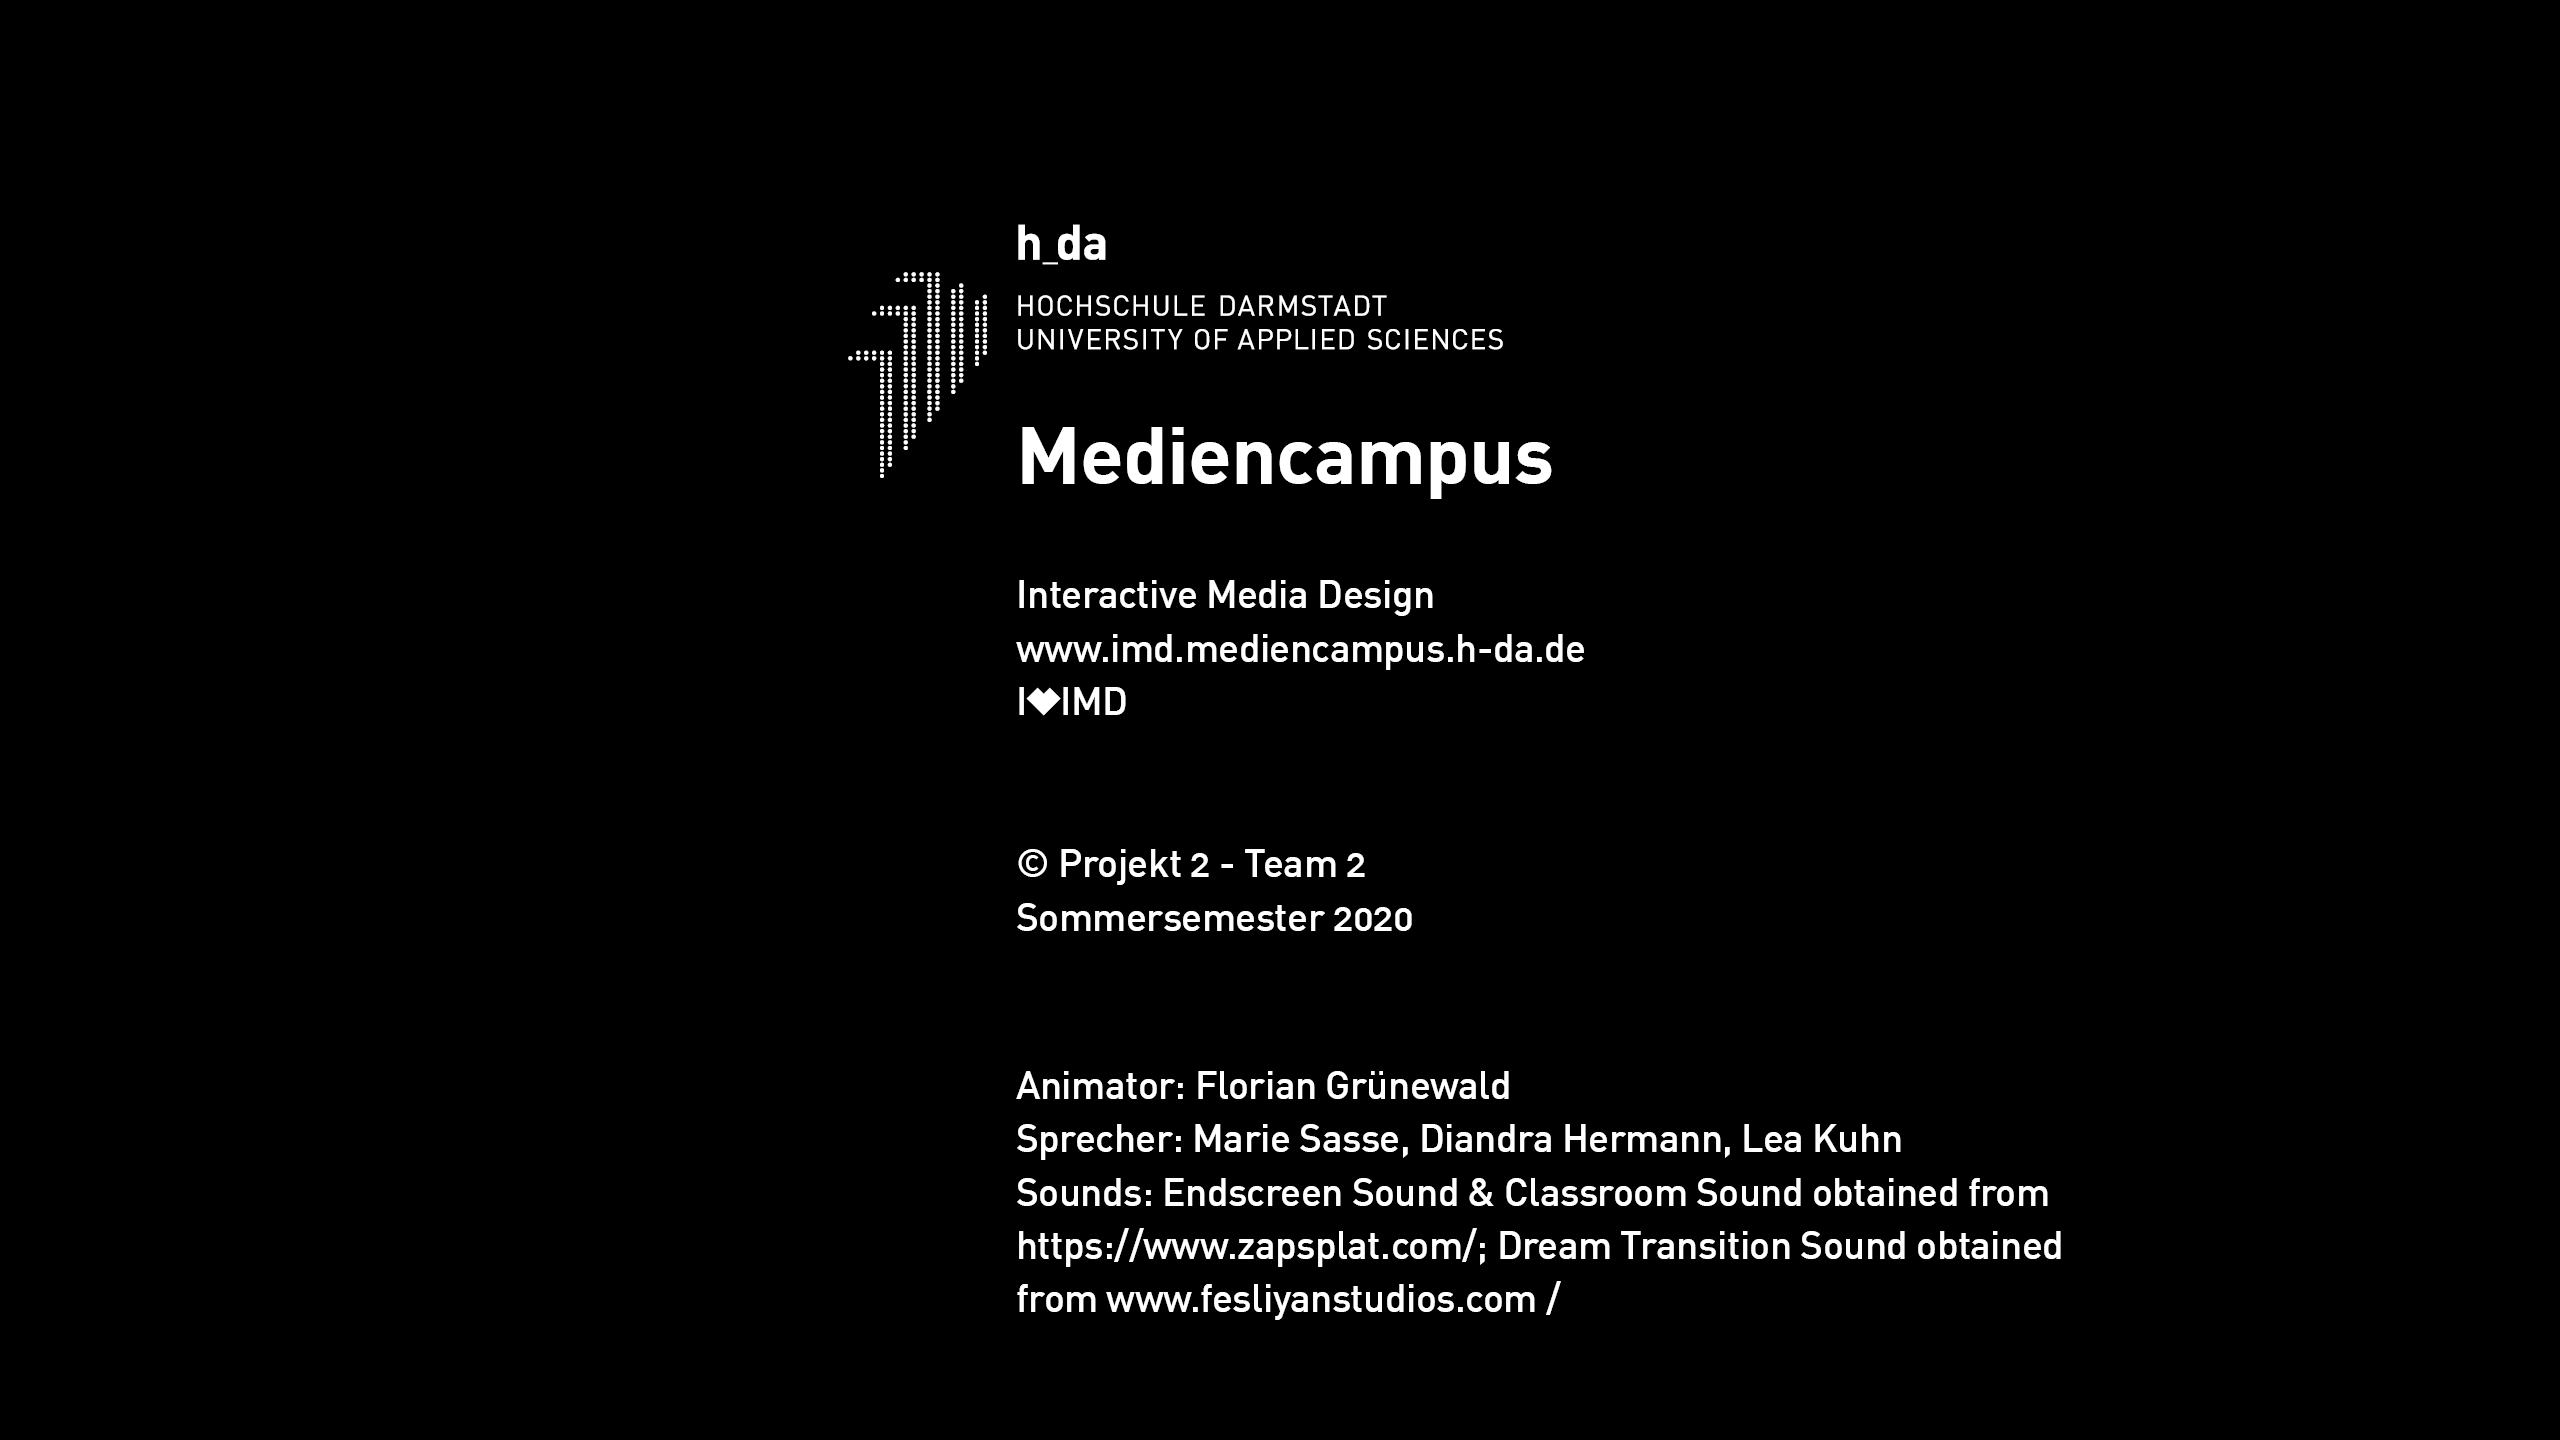 h_da
HOCHSCHULE DARMSTADT
UNIVERSITY OF APPLIED SCIENCES
Mediencampus
Interactive Media Design
www.imd.mediencampus.h-da.de
I♥IMD
© Projekt 2 - Team 2
Sommersemester 2020
Animator: Florian Grünewald
Sprecher: Marie Sasse, Diandra Hermann, Lea Kuhn
Sounds: Endscreen Sound & Classroom Sound obtained from
https://www.zapsplat.com/; Dream Transition Sound obtained
from www.fesliyanstudios.com /